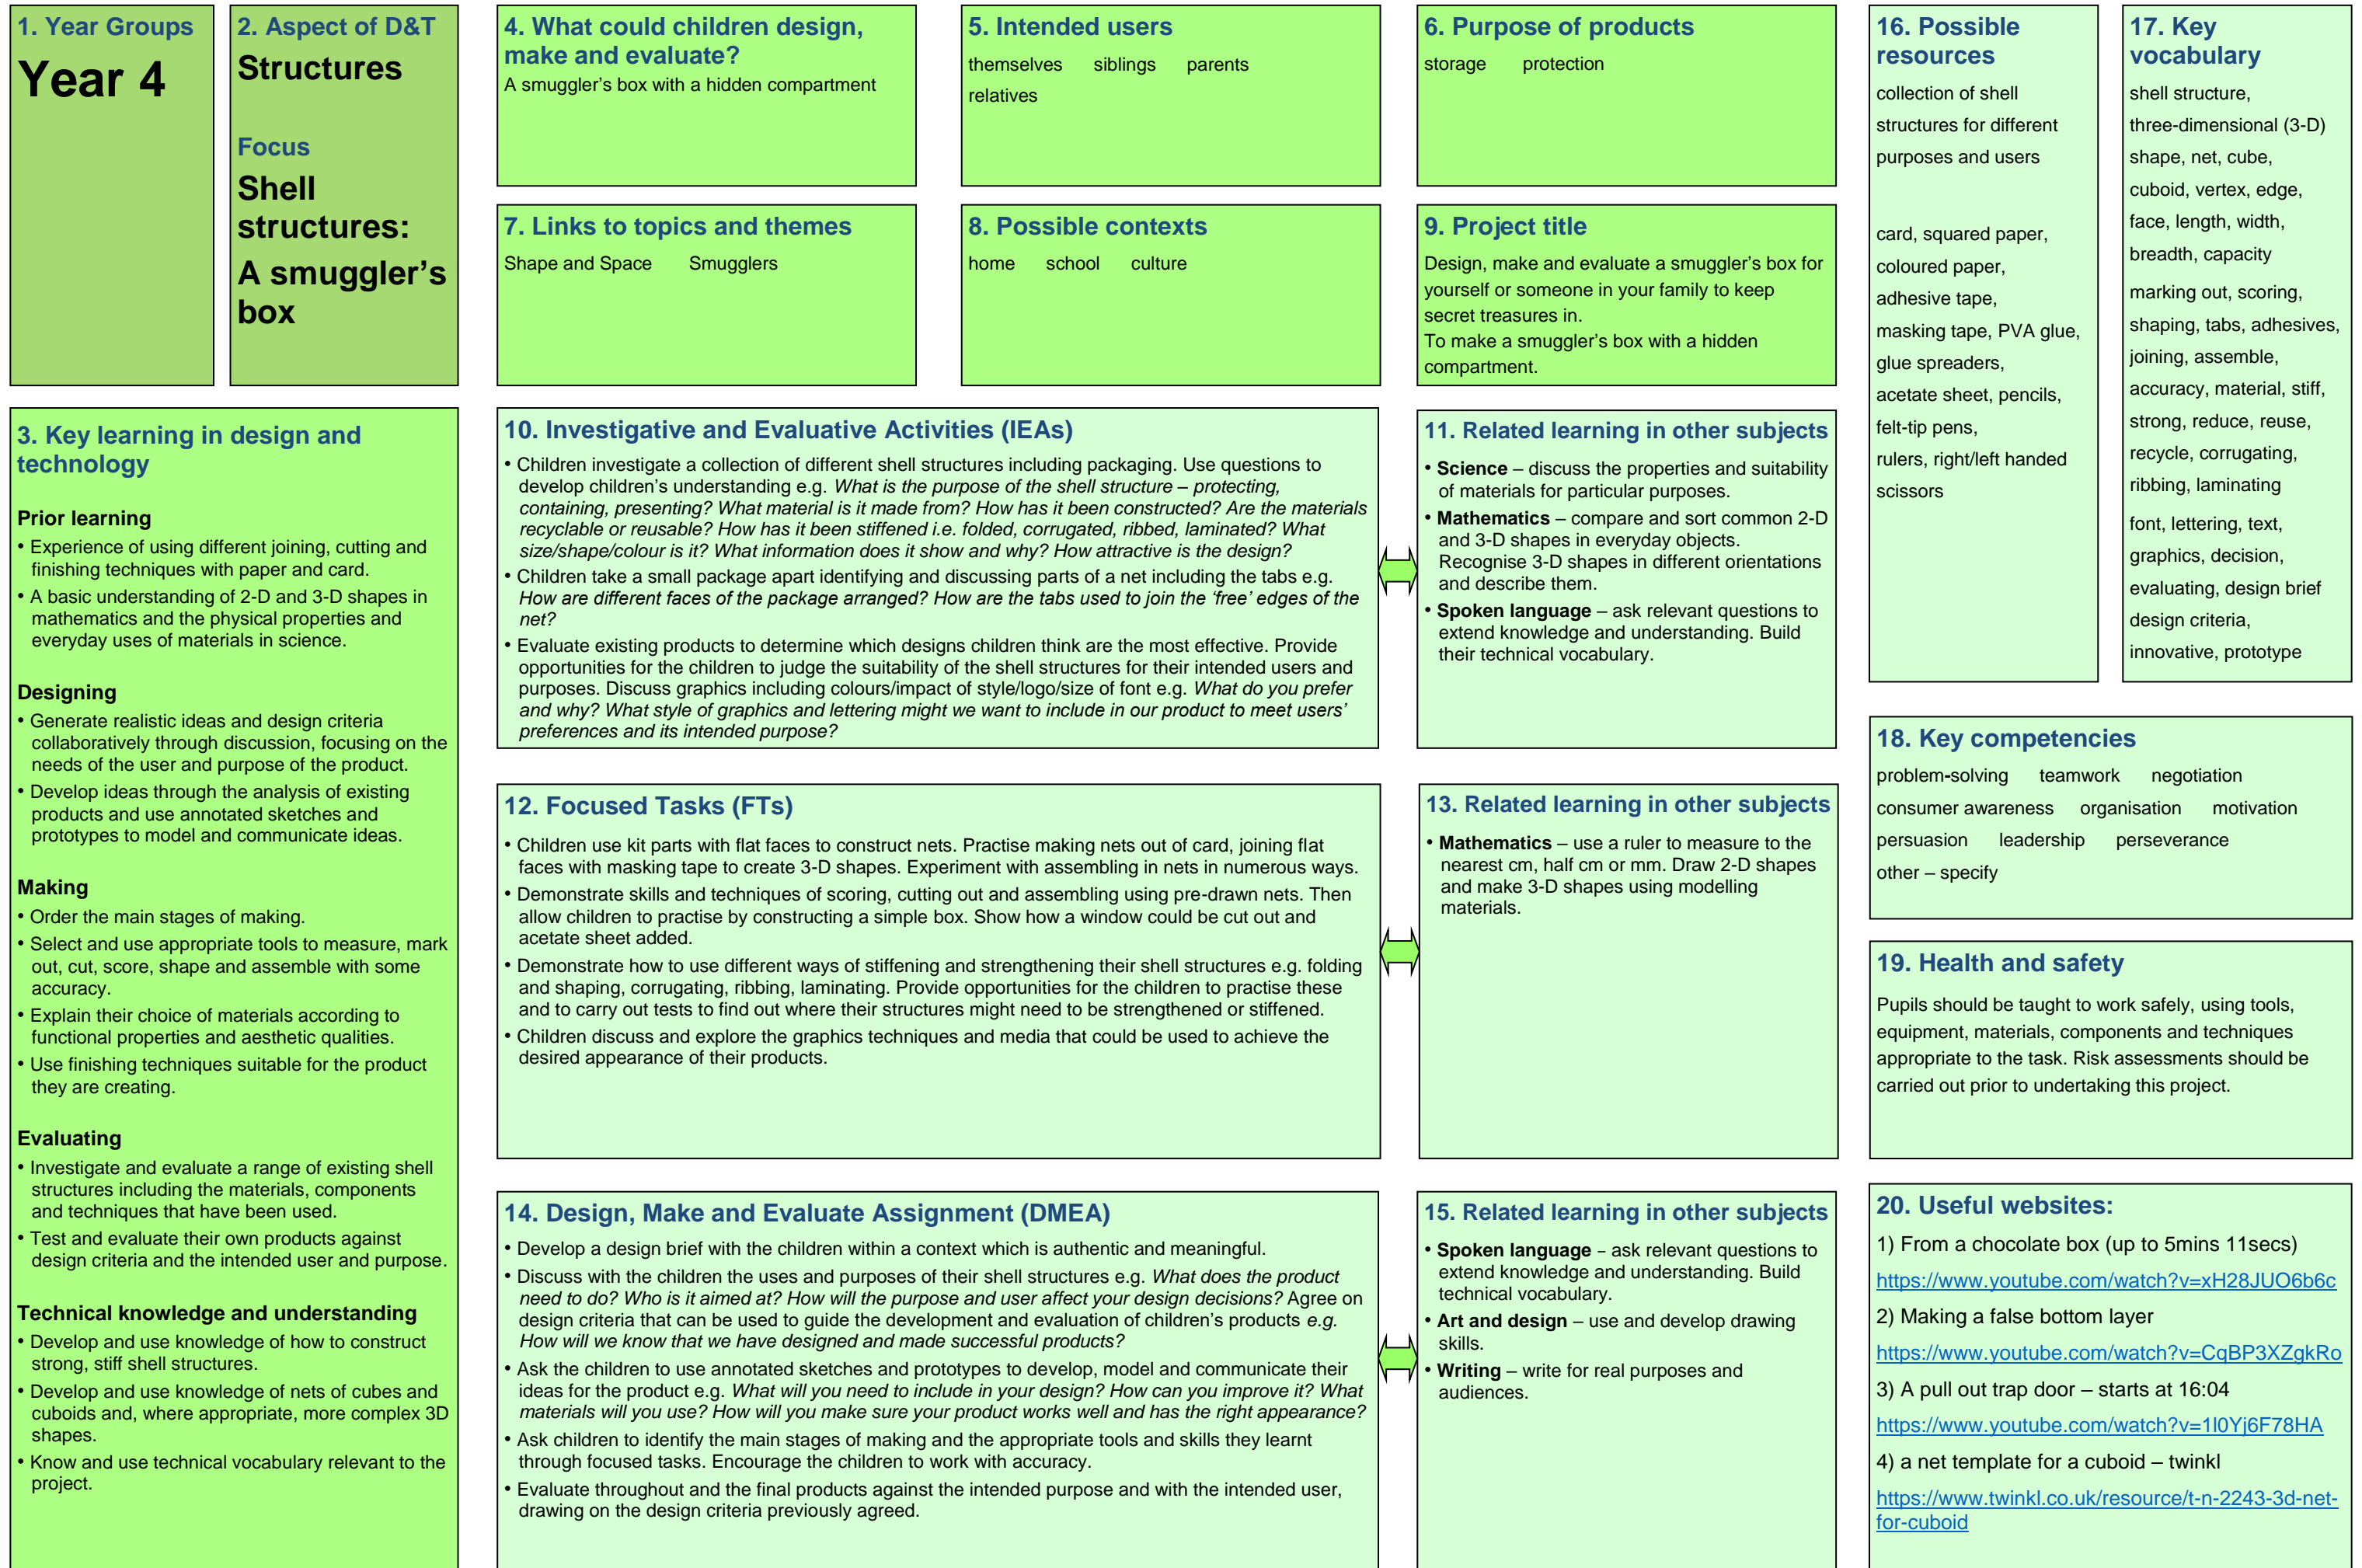 1. Year Groups
Year 4
2. Aspect of D&T
Structures
Focus
Shell
structures:
A smuggler’s
box
3. Key learning in design and
technology
Prior learning
• Experience of using different joining, cutting and
finishing techniques with paper and card.
• A basic understanding of 2-D and 3-D shapes in
mathematics and the physical properties and
everyday uses of materials in science.
Designing
• Generate realistic ideas and design criteria
collaboratively through discussion, focusing on the
needs of the user and purpose of the product.
• Develop ideas through the analysis of existing
products and use annotated sketches and
prototypes to model and communicate ideas.
Making
• Order the main stages of making.
• Select and use appropriate tools to measure, mark
out, cut, score, shape and assemble with some
accuracy.
• Explain their choice of materials according to
functional properties and aesthetic qualities.
• Use finishing techniques suitable for the product
they are creating.
Evaluating
• Investigate and evaluate a range of existing shell
structures including the materials, components
and techniques that have been used.
• Test and evaluate their own products against
design criteria and the intended user and purpose.
Technical knowledge and understanding
• Develop and use knowledge of how to construct
strong, stiff shell structures.
• Develop and use knowledge of nets of cubes and
cuboids and, where appropriate, more complex 3D
shapes.
• Know and use technical vocabulary relevant to the
project.
4. What could children design,
make and evaluate?
A smuggler’s box with a hidden compartment
5. Intended users
themselves siblings parents
relatives
6. Purpose of products
storage protection
7. Links to topics and themes
Shape and Space Smugglers
8. Possible contexts
home school culture
9. Project title
Design, make and evaluate a smuggler’s box for
yourself or someone in your family to keep
secret treasures in.
To make a smuggler’s box with a hidden
compartment.
10. Investigative and Evaluative Activities (IEAs)
• Children investigate a collection of different shell structures including packaging. Use questions to
develop children’s understanding e.g. What is the purpose of the shell structure – protecting,
containing, presenting? What material is it made from? How has it been constructed? Are the materials
recyclable or reusable? How has it been stiffened i.e. folded, corrugated, ribbed, laminated? What
size/shape/colour is it? What information does it show and why? How attractive is the design?
• Children take a small package apart identifying and discussing parts of a net including the tabs e.g.
How are different faces of the package arranged? How are the tabs used to join the ‘free’ edges of the
net?
• Evaluate existing products to determine which designs children think are the most effective. Provide
opportunities for the children to judge the suitability of the shell structures for their intended users and
purposes. Discuss graphics including colours/impact of style/logo/size of font e.g. What do you prefer
and why? What style of graphics and lettering might we want to include in our product to meet users’
preferences and its intended purpose?
11. Related learning in other subjects
• Science – discuss the properties and suitability
of materials for particular purposes.
• Mathematics – compare and sort common 2-D
and 3-D shapes in everyday objects.
Recognise 3-D shapes in different orientations
and describe them.
• Spoken language – ask relevant questions to
extend knowledge and understanding. Build
their technical vocabulary.
12. Focused Tasks (FTs)
• Children use kit parts with flat faces to construct nets. Practise making nets out of card, joining flat
faces with masking tape to create 3-D shapes. Experiment with assembling in nets in numerous ways.
• Demonstrate skills and techniques of scoring, cutting out and assembling using pre-drawn nets. Then
allow children to practise by constructing a simple box. Show how a window could be cut out and
acetate sheet added.
• Demonstrate how to use different ways of stiffening and strengthening their shell structures e.g. folding
and shaping, corrugating, ribbing, laminating. Provide opportunities for the children to practise these
and to carry out tests to find out where their structures might need to be strengthened or stiffened.
• Children discuss and explore the graphics techniques and media that could be used to achieve the
desired appearance of their products.
13. Related learning in other subjects
• Mathematics – use a ruler to measure to the
nearest cm, half cm or mm. Draw 2-D shapes
and make 3-D shapes using modelling
materials.
14. Design, Make and Evaluate Assignment (DMEA)
• Develop a design brief with the children within a context which is authentic and meaningful.
• Discuss with the children the uses and purposes of their shell structures e.g. What does the product
need to do? Who is it aimed at? How will the purpose and user affect your design decisions? Agree on
design criteria that can be used to guide the development and evaluation of children’s products e.g.
How will we know that we have designed and made successful products?
• Ask the children to use annotated sketches and prototypes to develop, model and communicate their
ideas for the product e.g. What will you need to include in your design? How can you improve it? What
materials will you use? How will you make sure your product works well and has the right appearance?
• Ask children to identify the main stages of making and the appropriate tools and skills they learnt
through focused tasks. Encourage the children to work with accuracy.
• Evaluate throughout and the final products against the intended purpose and with the intended user,
drawing on the design criteria previously agreed.
15. Related learning in other subjects
• Spoken language – ask relevant questions to
extend knowledge and understanding. Build
technical vocabulary.
• Art and design – use and develop drawing
skills.
• Writing – write for real purposes and
audiences.
16. Possible
resources
collection of shell
structures for different
purposes and users
card, squared paper,
coloured paper,
adhesive tape,
masking tape, PVA glue,
glue spreaders,
acetate sheet, pencils,
felt-tip pens,
rulers, right/left handed
scissors
17. Key
vocabulary
shell structure,
three-dimensional (3-D)
shape, net, cube,
cuboid, vertex, edge,
face, length, width,
breadth, capacity
marking out, scoring,
shaping, tabs, adhesives,
joining, assemble,
accuracy, material, stiff,
strong, reduce, reuse,
recycle, corrugating,
ribbing, laminating
font, lettering, text,
graphics, decision,
evaluating, design brief
design criteria,
innovative, prototype
18. Key competencies
problem-solving teamwork negotiation
consumer awareness organisation motivation
persuasion leadership perseverance
other – specify
19. Health and safety
Pupils should be taught to work safely, using tools,
equipment, materials, components and techniques
appropriate to the task. Risk assessments should be
carried out prior to undertaking this project.
20. Useful websites:
1) From a chocolate box (up to 5mins 11secs)
https://www.youtube.com/watch?v=xH28JUO6b6c
2) Making a false bottom layer
https://www.youtube.com/watch?v=CqBP3XZgkRo
3) A pull out trap door – starts at 16:04
https://www.youtube.com/watch?v=1l0Yj6F78HA
4) a net template for a cuboid – twinkl
https://www.twinkl.co.uk/resource/t-n-2243-3d-net-
for-cuboid